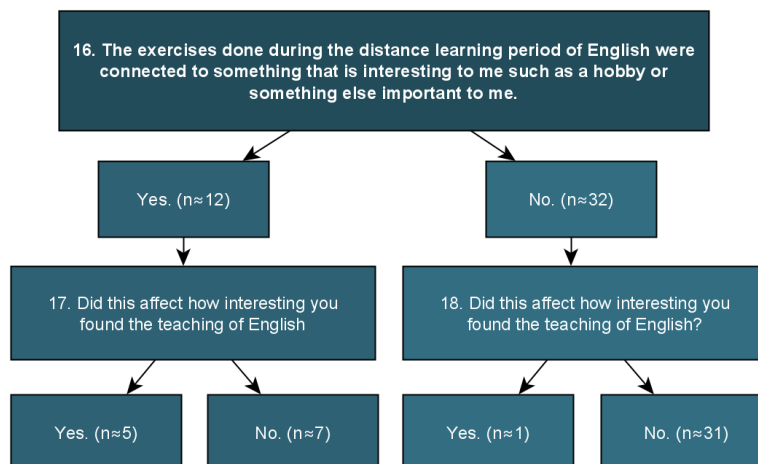 16. The exercises done during the distance learning period of English were
connected to something that is interesting to me such as a hobby or
something else important to me.
Yes. (n≈12)
No. (n≈32)
17. Did this affect how interesting you
found the teaching of English
18. Did this affect how interesting you
found the teaching of English?
Yes. (n≈5)
No. (n≈7)
Yes. (n≈1)
No. (n≈31)